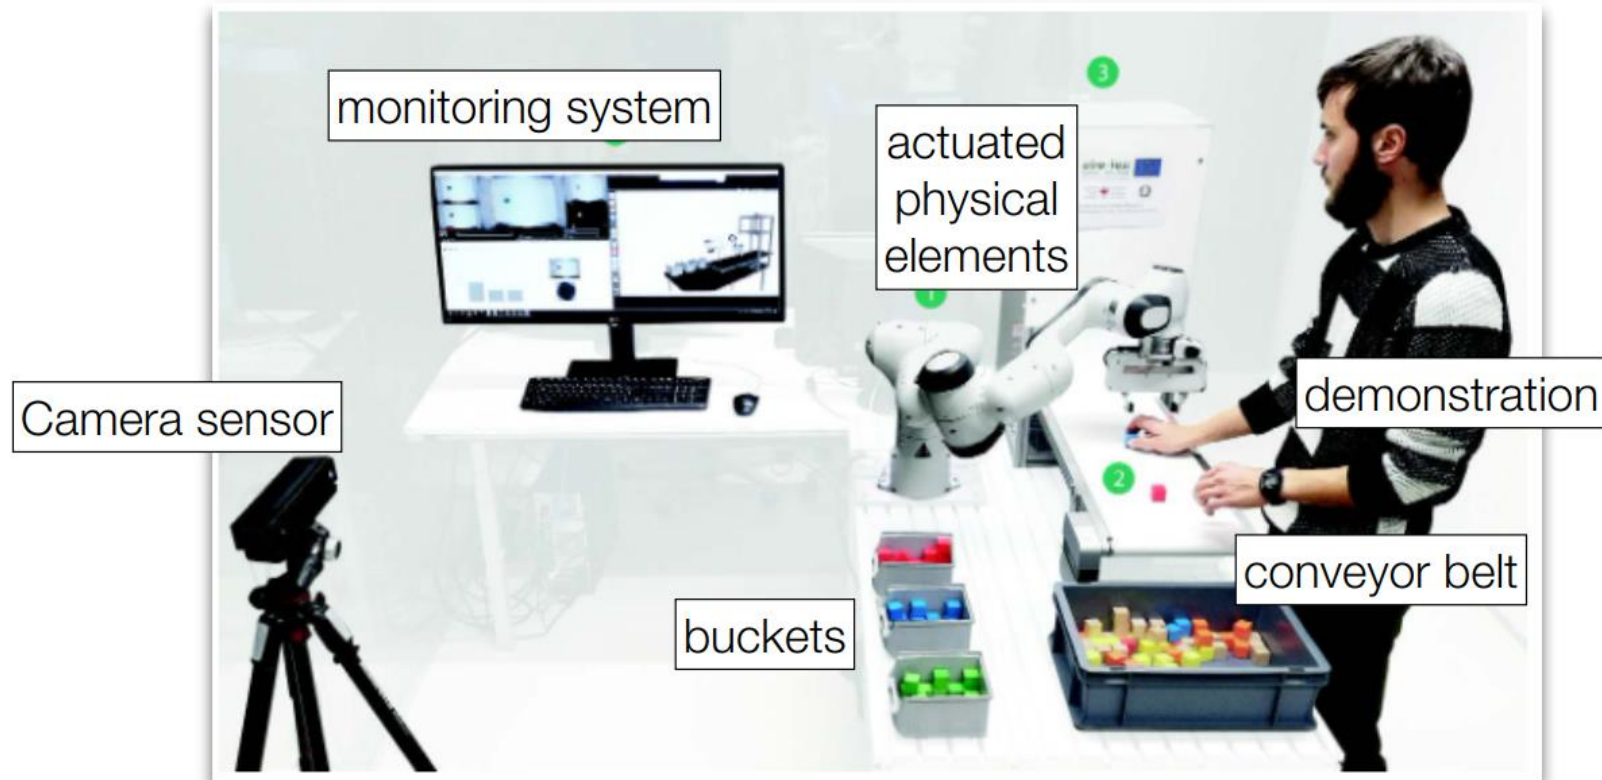 monitoring system
3
actuated
physical
elements
1
Camera sensor
demonstration
2
conveyor belt
buckets